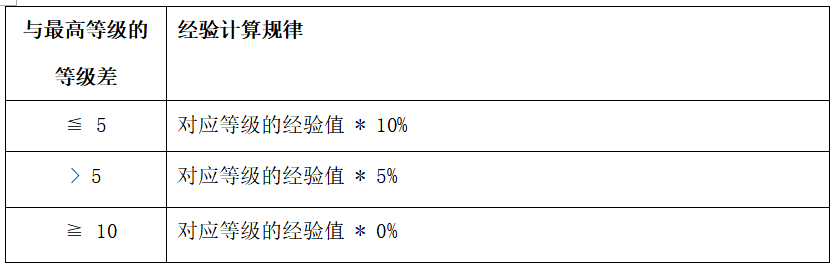 与最高等级的
等级差
经验计算规律
≦ 5
对应等级的经验值 * 10%
> 5
对应等级的经验值 * 5%
≧ 10
对应等级的经验值 * 0%